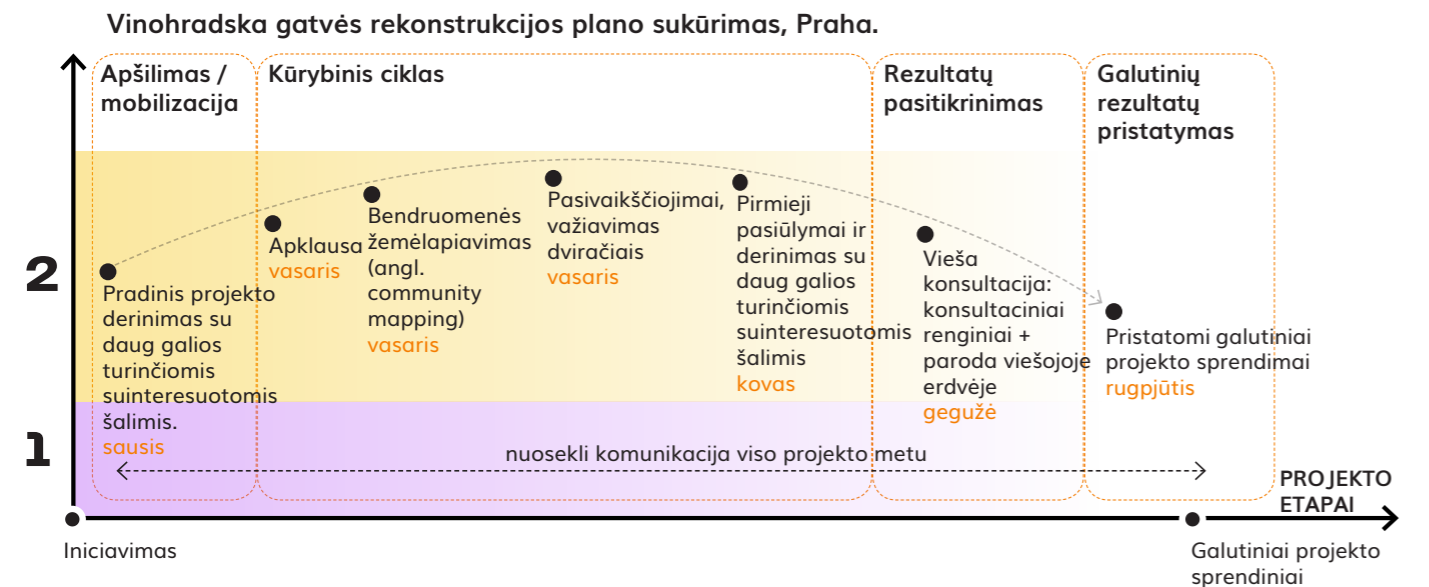 Vinohradska gatvės rekonstrukcijos plano sukūrimas, Praha.
Apšilimas /
mobilizacija
Kūrybinis ciklas
Rezultatų
pasitikrinimas
Galutinių
rezultatų
pristatymas
2
1
Pradinis projekto
derinimas su
daug galios
turinčiomis
suinteresuotomis
šalimis.
sausis
Apklausa
vasaris
Bendruomenės
žemėlapiavimas
(angl.
community
mapping)
vasaris
Pasivaikščiojimai,
važiavimas
dviračiais
vasaris
Pirmieji
pasiūlymai ir
derinimas su
daug galios
turinčiomis
suinteresuotomis
šalimis
kovas
Vieša
konsultacija:
konsultaciniai
renginiai +
paroda viešojoje
erdvėje
gegužė
Pristatomi galutiniai
projekto sprendimai
rugpjūtis
nuosekli komunikacija viso projekto metu
PROJEKTO
ETAPAI
Iniciavimas
Galutiniai projekto
sprendiniai